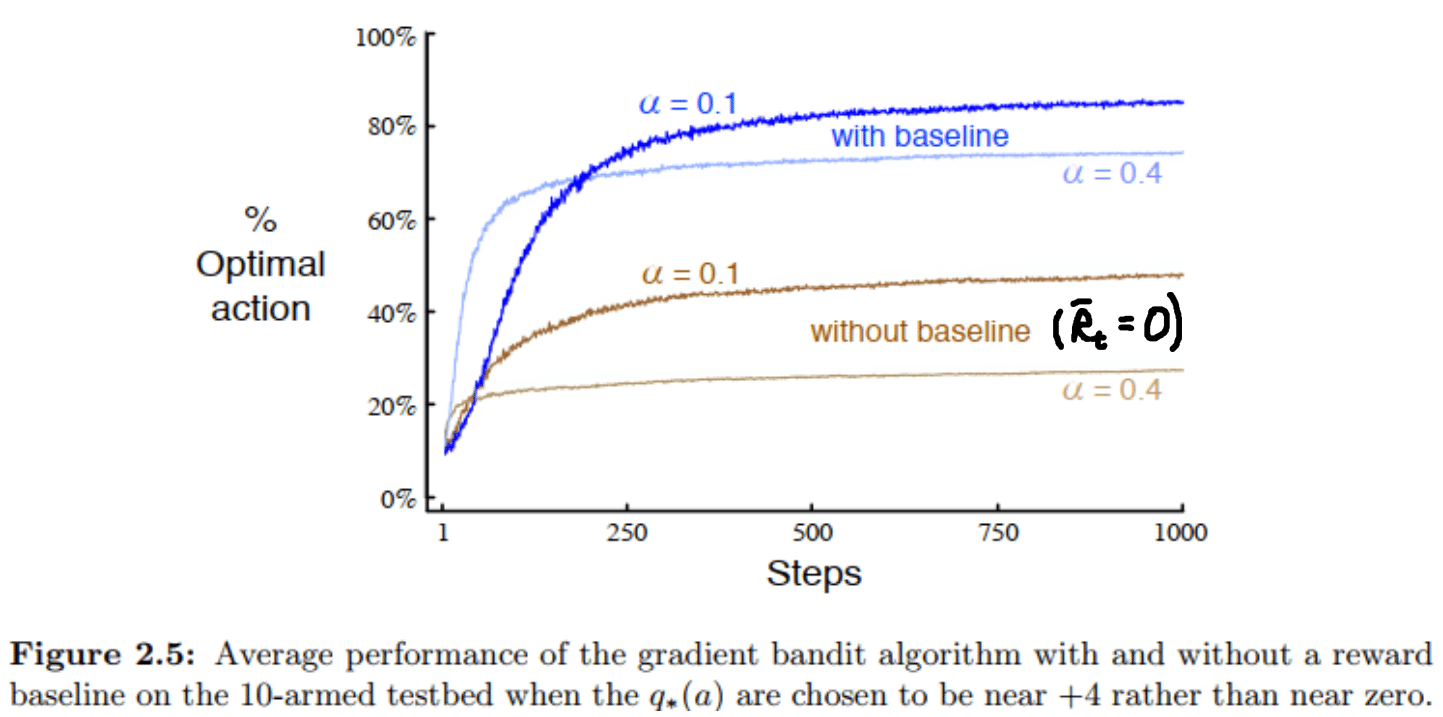 100%
α = 0.1
80%
with baseline
α = 0.4
%
Optimal
action
60%
α = 0.1
40%
without baseline (R̄ₜ = 0)
20%
α = 0.4
0%
1 250 500 750 1000
Steps
Figure 2.5: Average performance of the gradient bandit algorithm with and without a reward
baseline on the 10-armed testbed when the q*(a) are chosen to be near +4 rather than near zero.